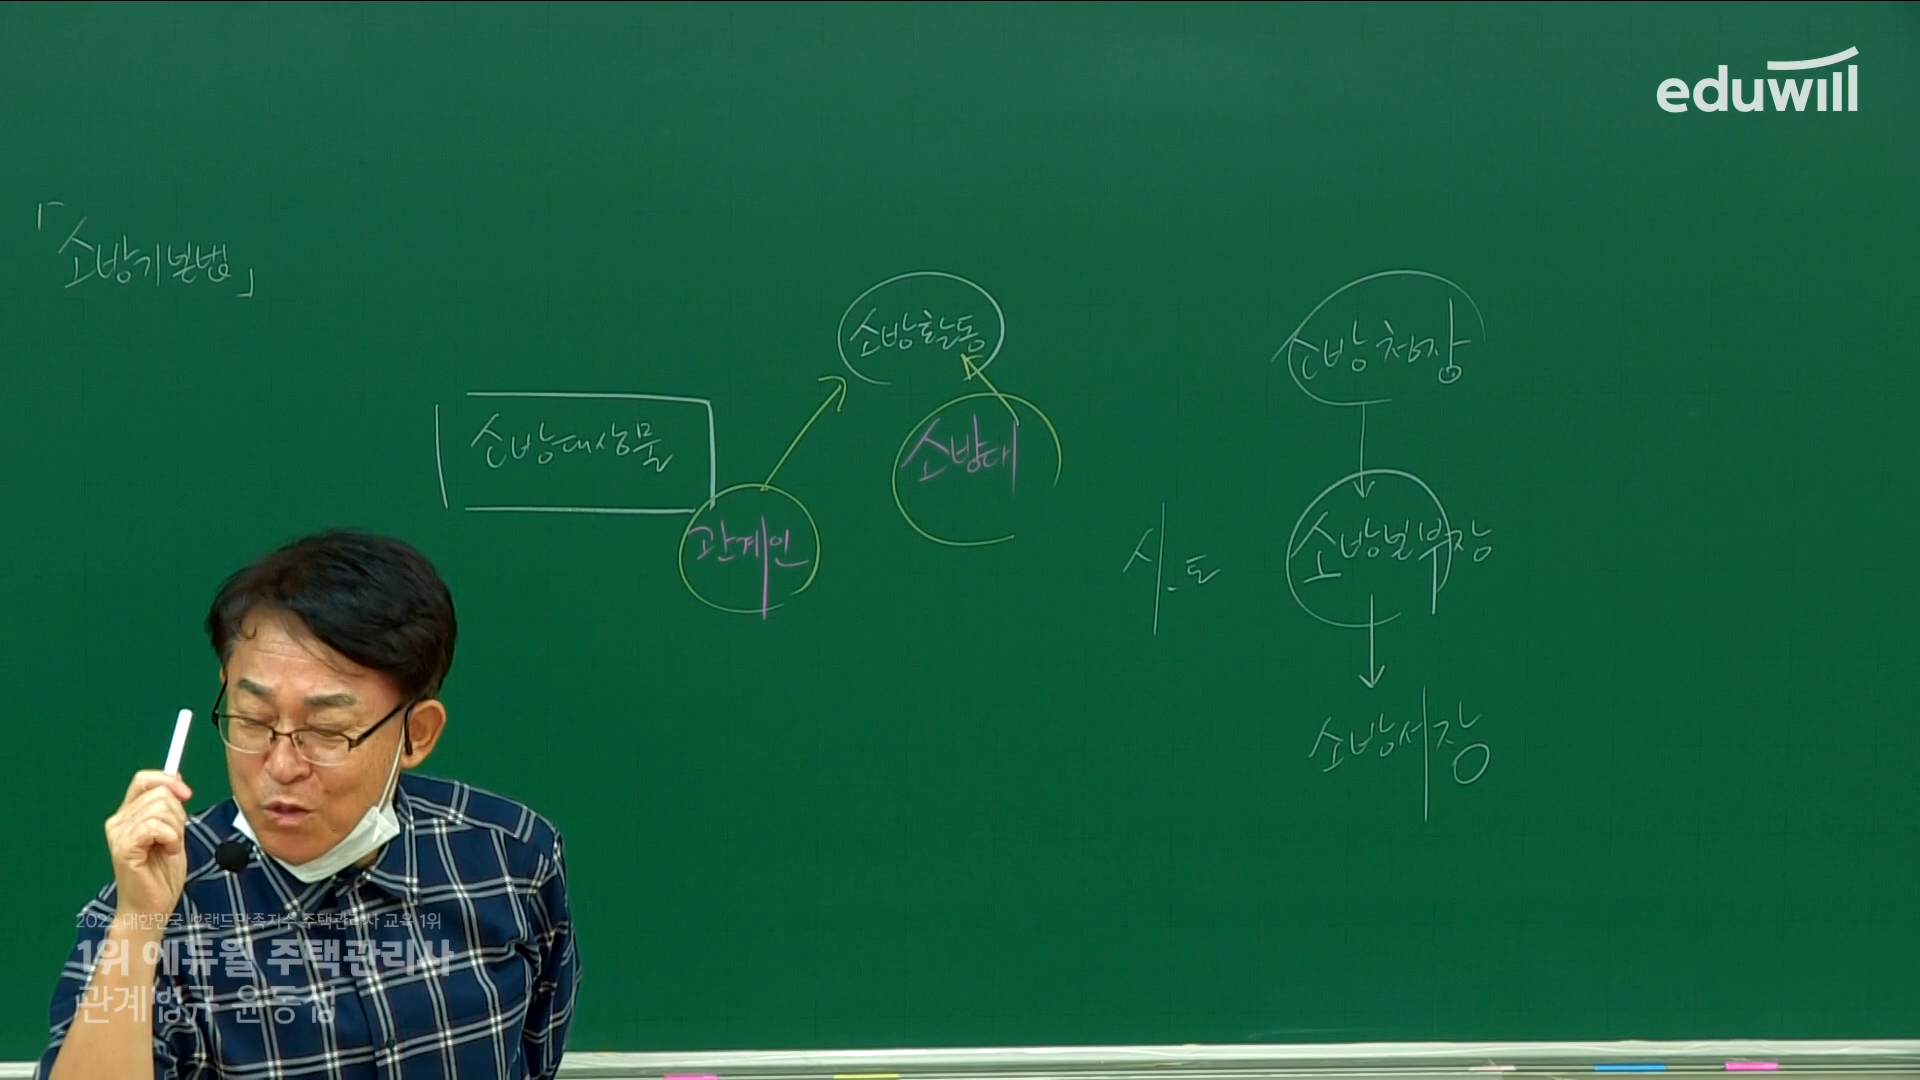 eduwill
「소방기본법」
소방활동
소방청장
소방대상물
소방대
관계인
소방본부장
시·도
소방서장
2022 대한민국 브랜드만족지수 주택관리사 교육 1위
1위 에듀윌 주택관리사
관계법규 윤동섭